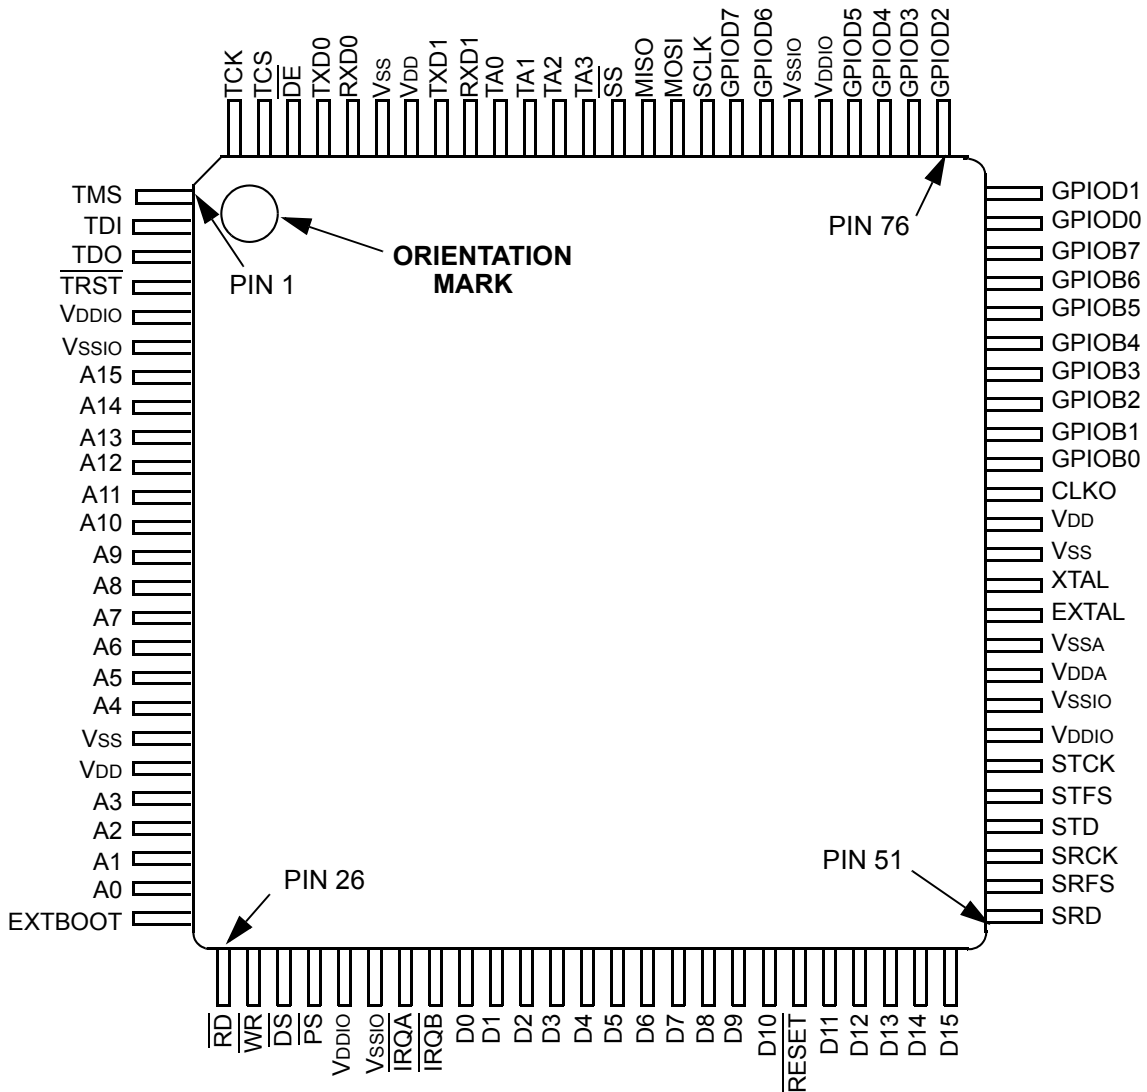 TCK
TCS
DE
TXD0
RXD0
VSS
VDD
TXD1
RXD1
TA0
TA1
TA2
TA3
SS
MISO
MOSI
SCLK
GPIOD7
GPIOD6
VSSIO
VDDIO
GPIOD5
GPIOD4
GPIOD3
GPIOD2
TMS
TDI
TDO
TRST
VDDIO
VSSIO
A15
A14
A13
A12
A11
A10
A9
A8
A7
A6
A5
A4
VSS
VDD
A3
A2
A1
A0
EXTBOOT
PIN 1
ORIENTATION
MARK
PIN 76
PIN 26
PIN 51
GPIOD1
GPIOD0
GPIOB7
GPIOB6
GPIOB5
GPIOB4
GPIOB3
GPIOB2
GPIOB1
GPIOB0
CLKO
VDD
VSS
XTAL
EXTAL
VSSA
VDDA
VSSIO
VDDIO
STCK
STFS
STD
SRCK
SRFS
SRD
RD
WR
DS
PS
VDDIO
VSSIO
IRQA
IRQB
D0
D1
D2
D3
D4
D5
D6
D7
D8
D9
D10
RESET
D11
D12
D13
D14
D15